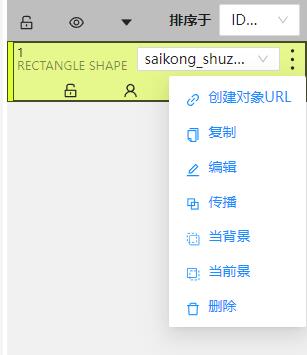 排序于 ID...
1
RECTANGLE SHAPE saikong_shuz...
创建对象URL
复制
编辑
传播
当背景
当前景
删除